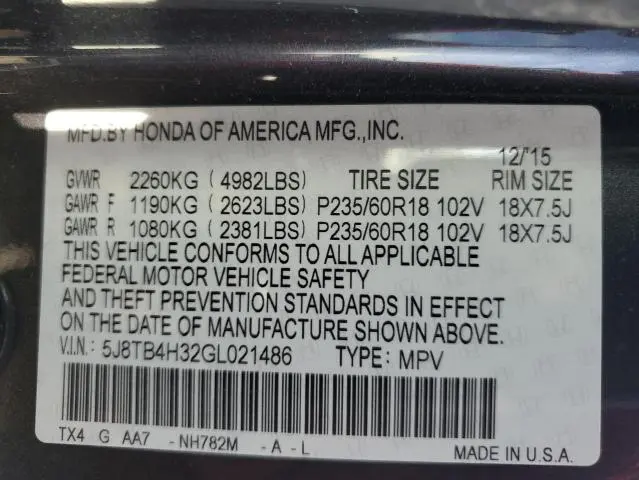 MFD.BY HONDA OF AMERICA MFG.,INC.
12/'15
GVWR 2260KG ( 4982LBS) TIRE SIZE RIM SIZE
GAWR F 1190KG ( 2623LBS) P235/60R18 102V 18X7.5J
GAWR R 1080KG ( 2381LBS) P235/60R18 102V 18X7.5J
THIS VEHICLE CONFORMS TO ALL APPLICABLE
FEDERAL MOTOR VEHICLE SAFETY
AND THEFT PREVENTION STANDARDS IN EFFECT
ON THE DATE OF MANUFACTURE SHOWN ABOVE.
V.I.N: 5J8TB4H32GL021486 TYPE: MPV
TX4 G AA7 - NH782M - A - L
MADE IN U.S.A.